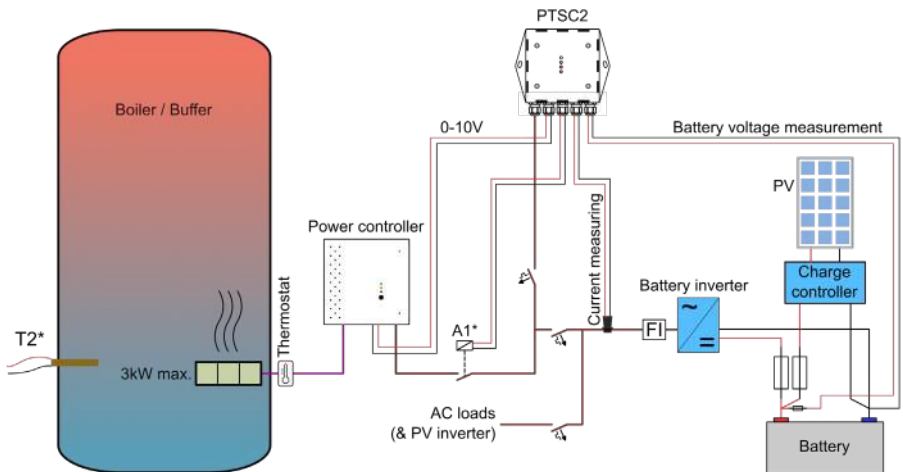 PTSC2
Boiler / Buffer
0-10V
Battery voltage measurement
PV
Power controller
Current measuring
Charge
controller
Battery inverter
Thermostat
A1*
FI
T2*
3kW max.
AC loads
(& PV inverter)
Battery